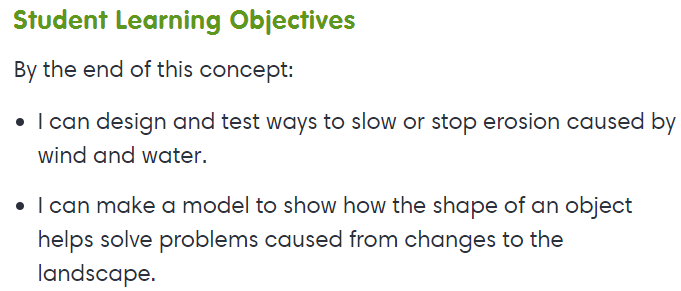 Student Learning Objectives
By the end of this concept:
• I can design and test ways to slow or stop erosion caused by
wind and water.
• I can make a model to show how the shape of an object
helps solve problems caused from changes to the
landscape.